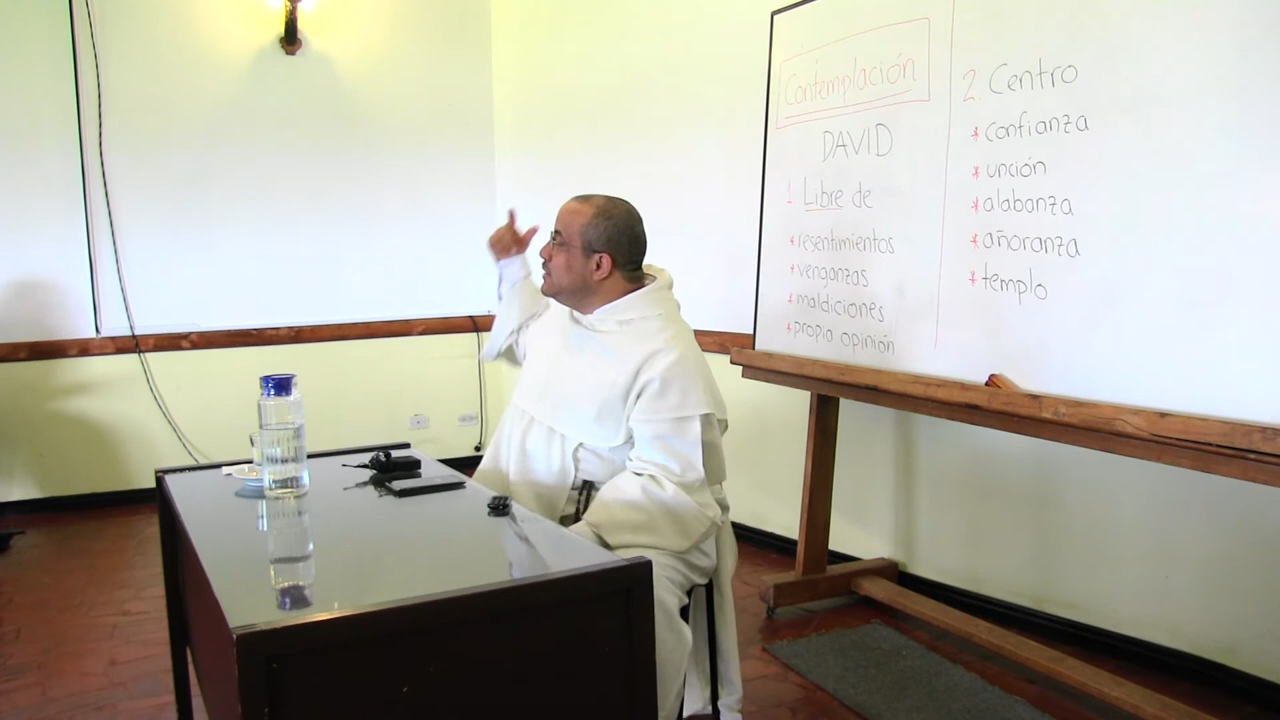 Contemplación
DAVID
1. Libre de
* resentimientos
* venganzas
* maldiciones
* propia opinión
2. Centro
* confianza
* unción
* alabanza
* añoranza
* templo